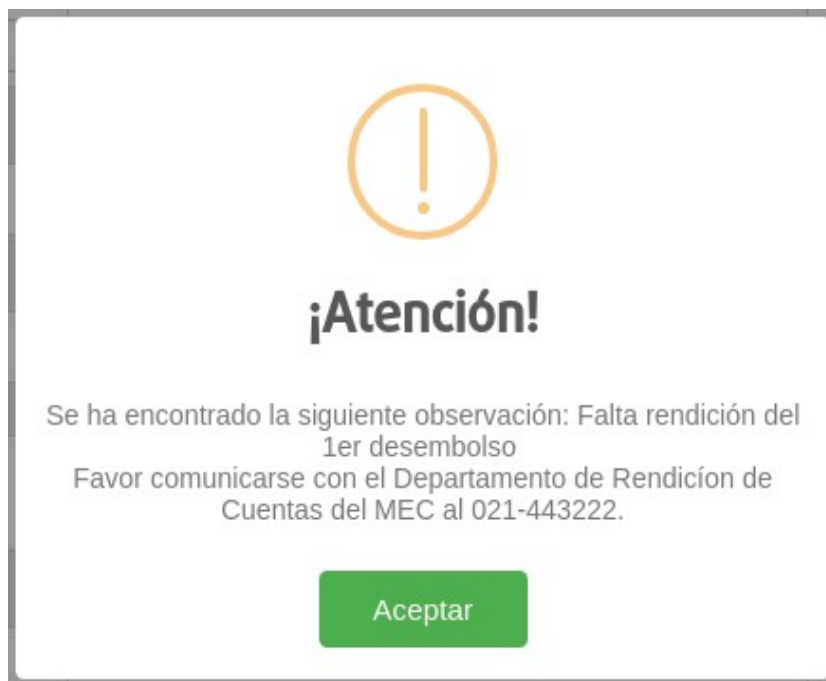 ¡Atención!
Se ha encontrado la siguiente observación: Falta rendición del
1er desembolso
Favor comunicarse con el Departamento de Rendicíon de
Cuentas del MEC al 021-443222.
Aceptar